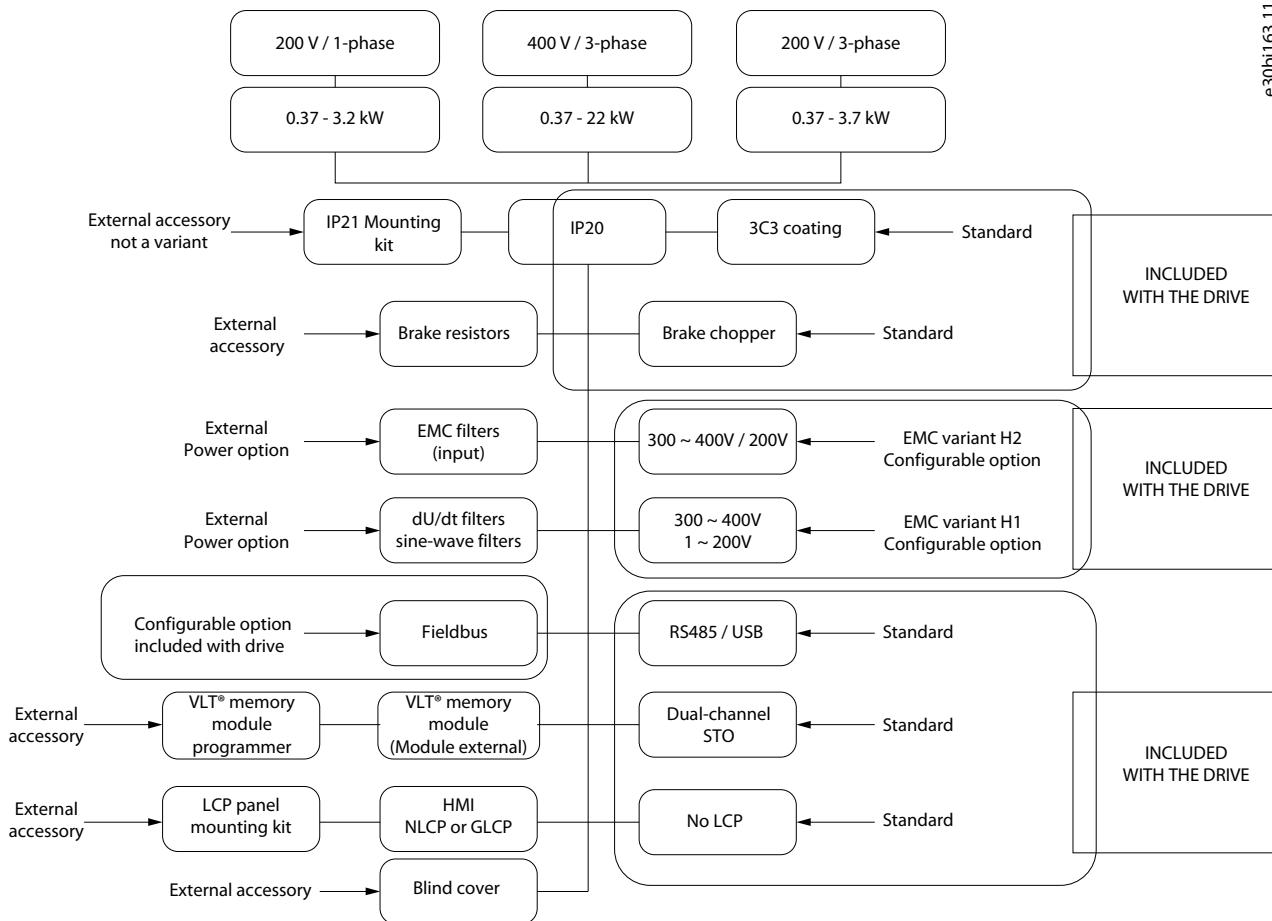 e30bj163.11
200 V / 1-phase
400 V / 3-phase
200 V / 3-phase
0.37 - 3.2 kW
0.37 - 22 kW
0.37 - 3.7 kW
External accessory
not a variant
IP21 Mounting
kit
IP20
3C3 coating
Standard
INCLUDED
WITH THE DRIVE
External
accessory
Brake resistors
Brake chopper
Standard
External
Power option
EMC filters
(input)
300 ~ 400V / 200V
EMC variant H2
Configurable option
INCLUDED
WITH THE DRIVE
External
Power option
dU/dt filters
sine-wave filters
300 ~ 400V
1 ~ 200V
EMC variant H1
Configurable option
Configurable option
included with drive
Fieldbus
RS485 / USB
Standard
External
accessory
VLT® memory
module
programmer
VLT® memory
module
(Module external)
Dual-channel
STO
Standard
INCLUDED
WITH THE DRIVE
External
accessory
LCP panel
mounting kit
HMI
NLCP or GLCP
No LCP
Standard
External accessory
Blind cover